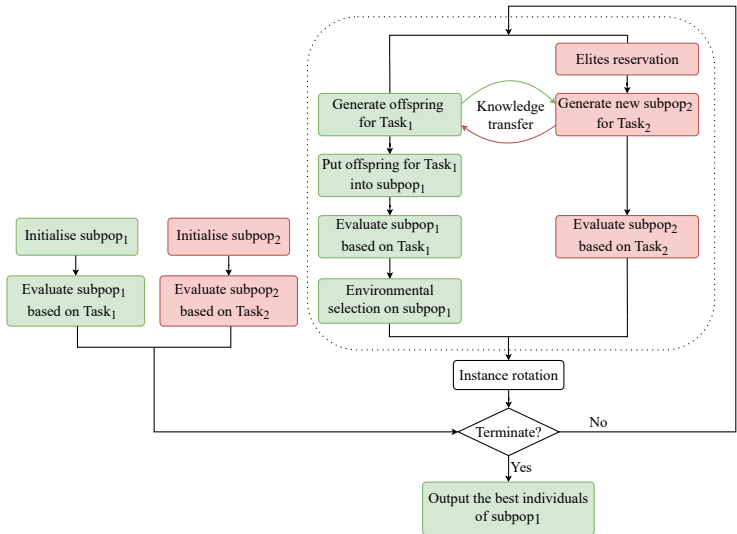 Elites reservation
Generate offspring
for Task₁
Knowledge
transfer
Generate new subpop₂
for Task₂
Put offspring for Task₁
into subpop₁
Initialise subpop₁
Initialise subpop₂
Evaluate subpop₁
based on Task₁
Evaluate subpop₂
based on Task₂
Evaluate subpop₁
based on Task₁
Evaluate subpop₂
based on Task₂
Environmental
selection on subpop₁
Instance rotation
Terminate?
No
Yes
Output the best individuals
of subpop₁